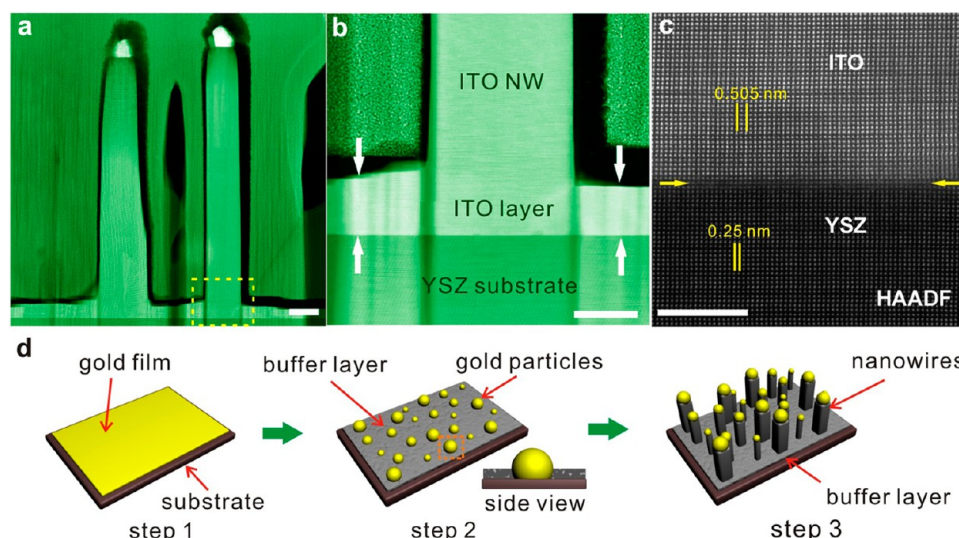 a
b
c
ITO NW
ITO layer
YSZ substrate
ITO
0.505 nm
YSZ
0.25 nm
HAADF
d
gold film
substrate
step 1
buffer layer
gold particles
side view
step 2
nanowires
buffer layer
step 3